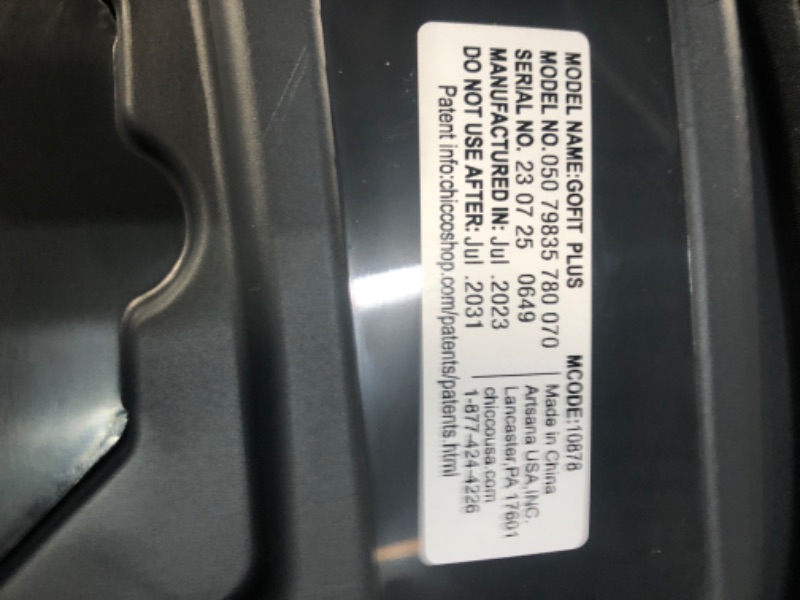 MODEL NAME:GOFIT PLUS MCODE:10878
MODEL NO.050 79835 780 070
SERIAL NO. 23 07 25 0649
MANUFACTURED IN: Jul .2023
DO NOT USE AFTER: Jul .2031
Made in China
Artsana USA,INC.
Lancaster,PA 17601
chiccousa.com
1-877-424-4226
Patent info:chiccoshop.com/patents/patents.html